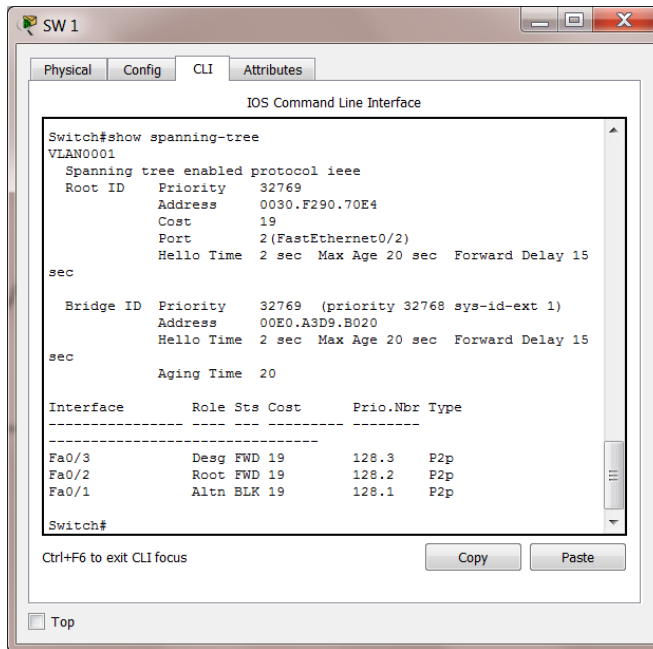 SW 1
Physical Config CLI Attributes
IOS Command Line Interface
Switch#show spanning-tree
VLAN0001
Spanning tree enabled protocol ieee
Root ID Priority 32769
Address 0030.F290.70E4
Cost 19
Port 2(FastEthernet0/2)
Hello Time 2 sec Max Age 20 sec Forward Delay 15
sec
Bridge ID Priority 32769 (priority 32768 sys-id-ext 1)
Address 00E0.A3D9.B020
Hello Time 2 sec Max Age 20 sec Forward Delay 15
sec
Aging Time 20
Interface Role Sts Cost Prio.Nbr Type
---------------- ---- --- --------- --------
--------------------------------
Fa0/3 Desg FWD 19 128.3 P2p
Fa0/2 Root FWD 19 128.2 P2p
Fa0/1 Altn BLK 19 128.1 P2p
Switch#
Ctrl+F6 to exit CLI focus
Copy Paste
Top